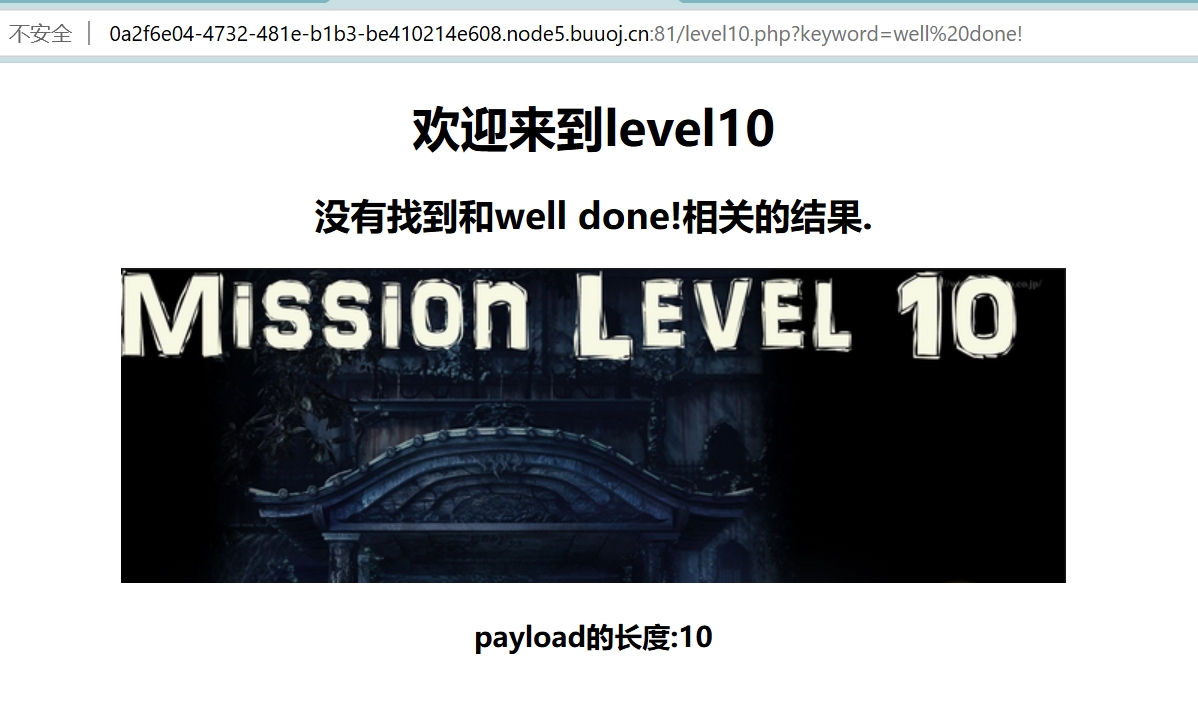 不安全 | 0a2f6e04-4732-481e-b1b3-be410214e608.node5.buuoj.cn:81/level10.php?keyword=well%20done!
欢迎来到level10
没有找到和well done!相关的结果.
Mission Level 10
payload的长度:10